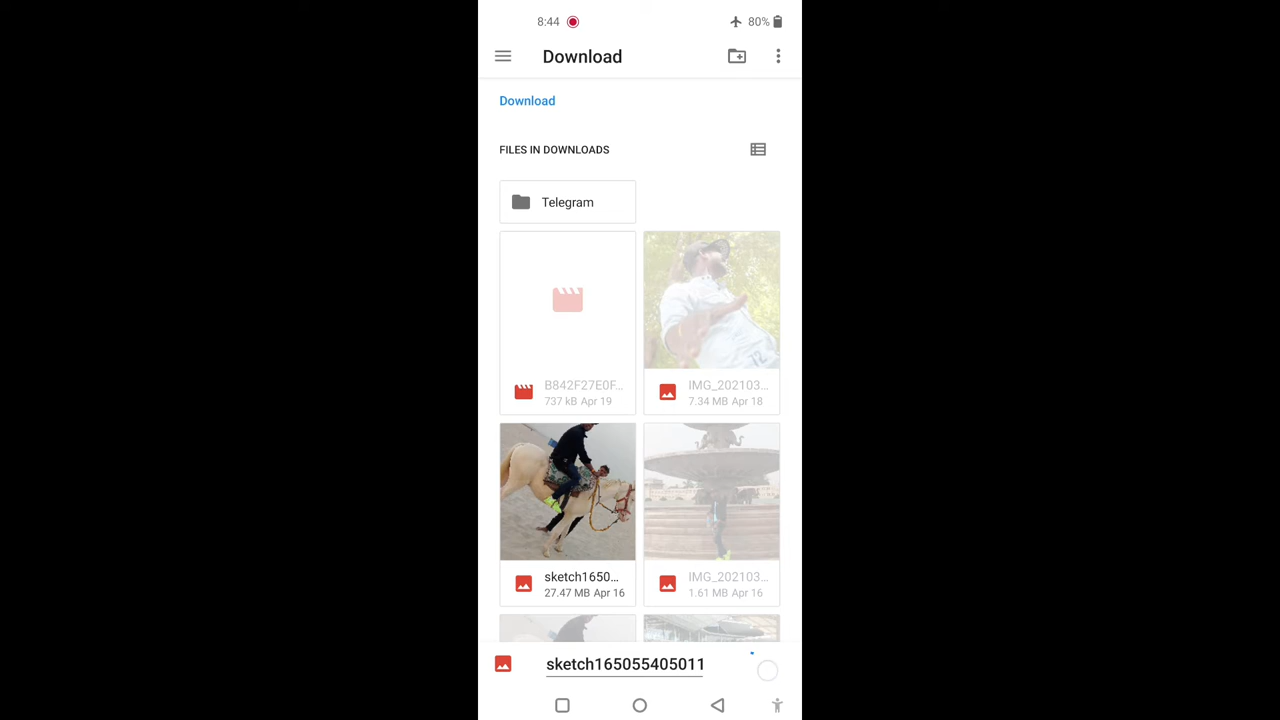 8:44
80%
Download
Download
FILES IN DOWNLOADS
Telegram
B842F27E0F...
737 kB Apr 19
IMG_202103...
7.34 MB Apr 18
72
sketch1650...
27.47 MB Apr 16
IMG_202103...
1.61 MB Apr 16
sketch165055405011